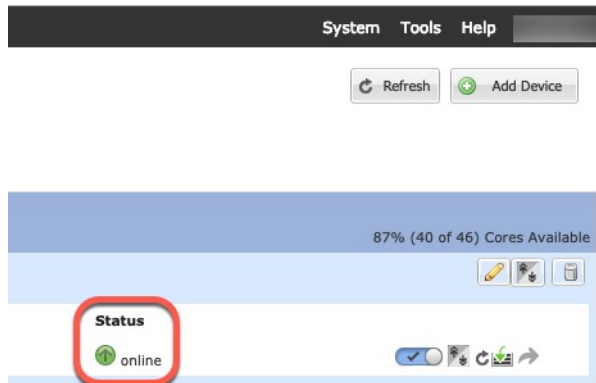 System Tools Help
Refresh Add Device
87% (40 of 46) Cores Available
Status
online